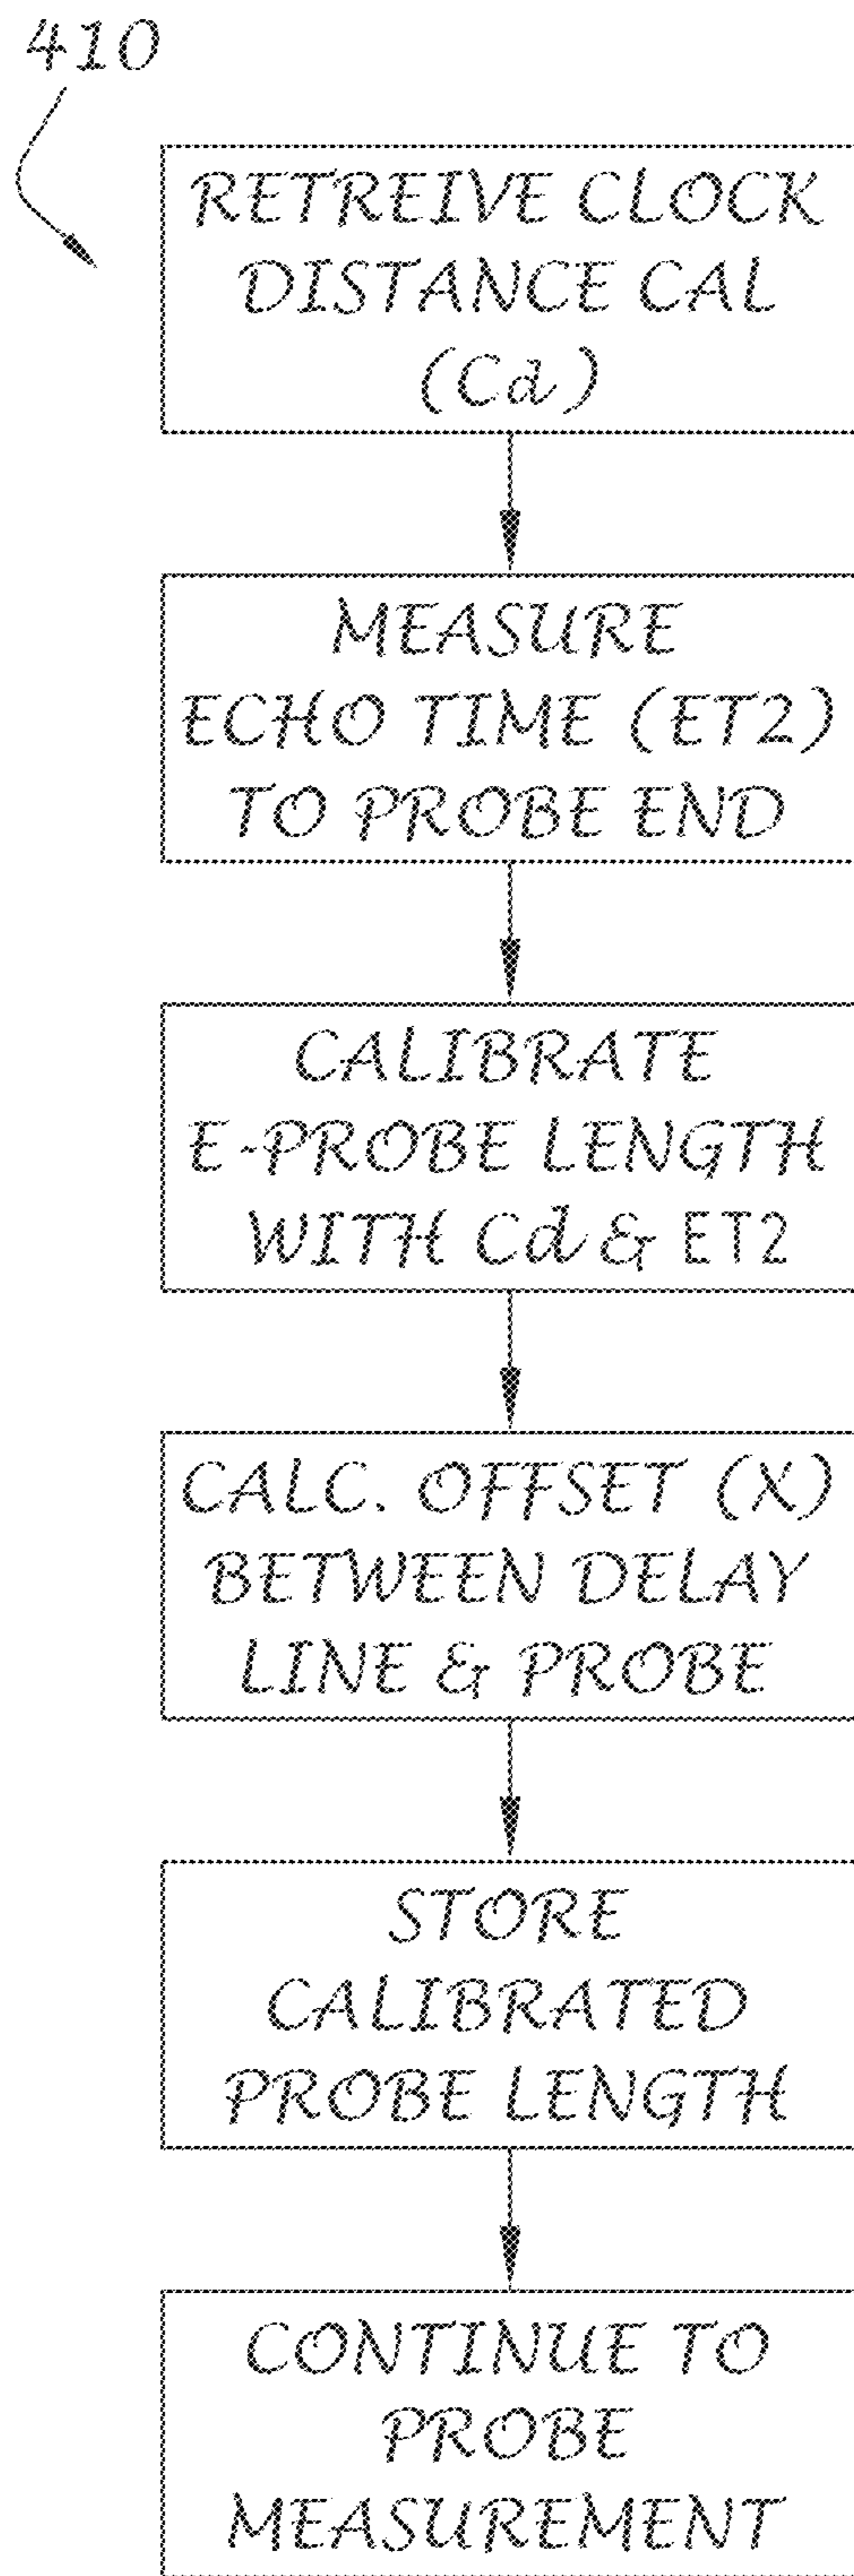 410
RETREIVE CLOCK
DISTANCE CAL
(Cd)
MEASURE
ECHO TIME (ET2)
TO PROBE END
CALIBRATE
E-PROBE LENGTH
WITH Cd & ET2
CALC. OFFSET (X)
BETWEEN DELAY
LINE & PROBE
STORE
CALIBRATED
PROBE LENGTH
CONTINUE TO
PROBE
MEASUREMENT